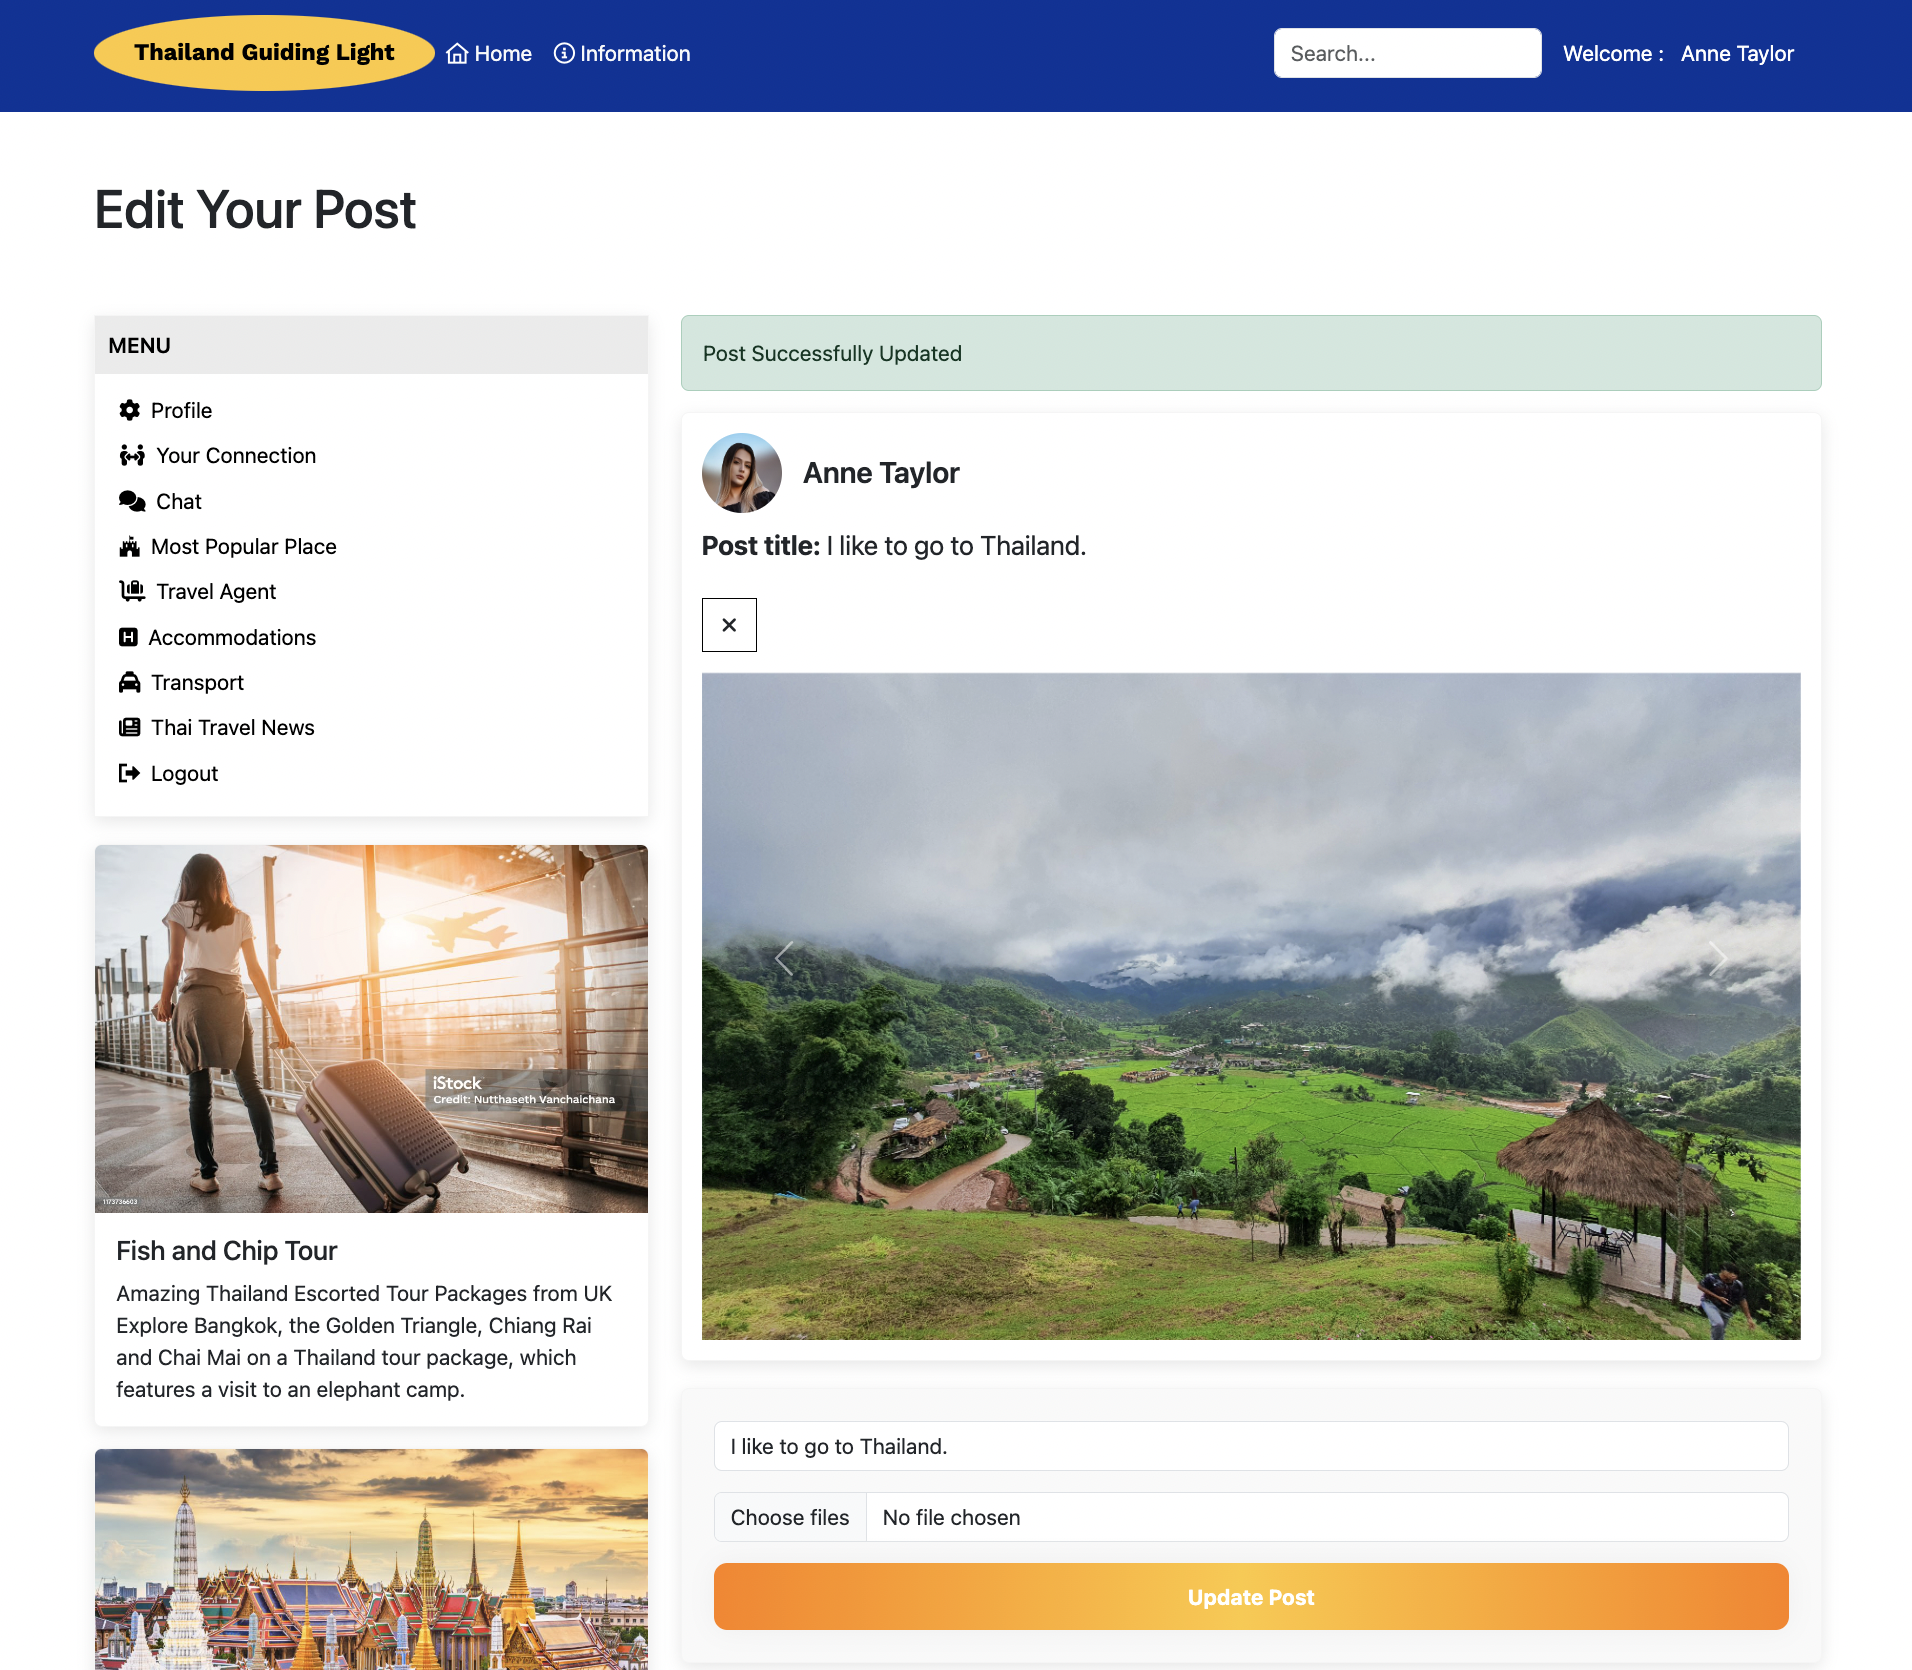 Thailand Guiding Light
Home
Information
Search...
Welcome :
Anne Taylor
Edit Your Post
MENU
Profile
Your Connection
Chat
Most Popular Place
Travel Agent
Accommodations
Transport
Thai Travel News
Logout
Post Successfully Updated
Anne Taylor
Post title: I like to go to Thailand.
iStock
Credit: Nutthaseth Vanchaichana
1173736603
Fish and Chip Tour
Amazing Thailand Escorted Tour Packages from UK
Explore Bangkok, the Golden Triangle, Chiang Rai
and Chai Mai on a Thailand tour package, which
features a visit to an elephant camp.
I like to go to Thailand.
Choose files
No file chosen
Update Post